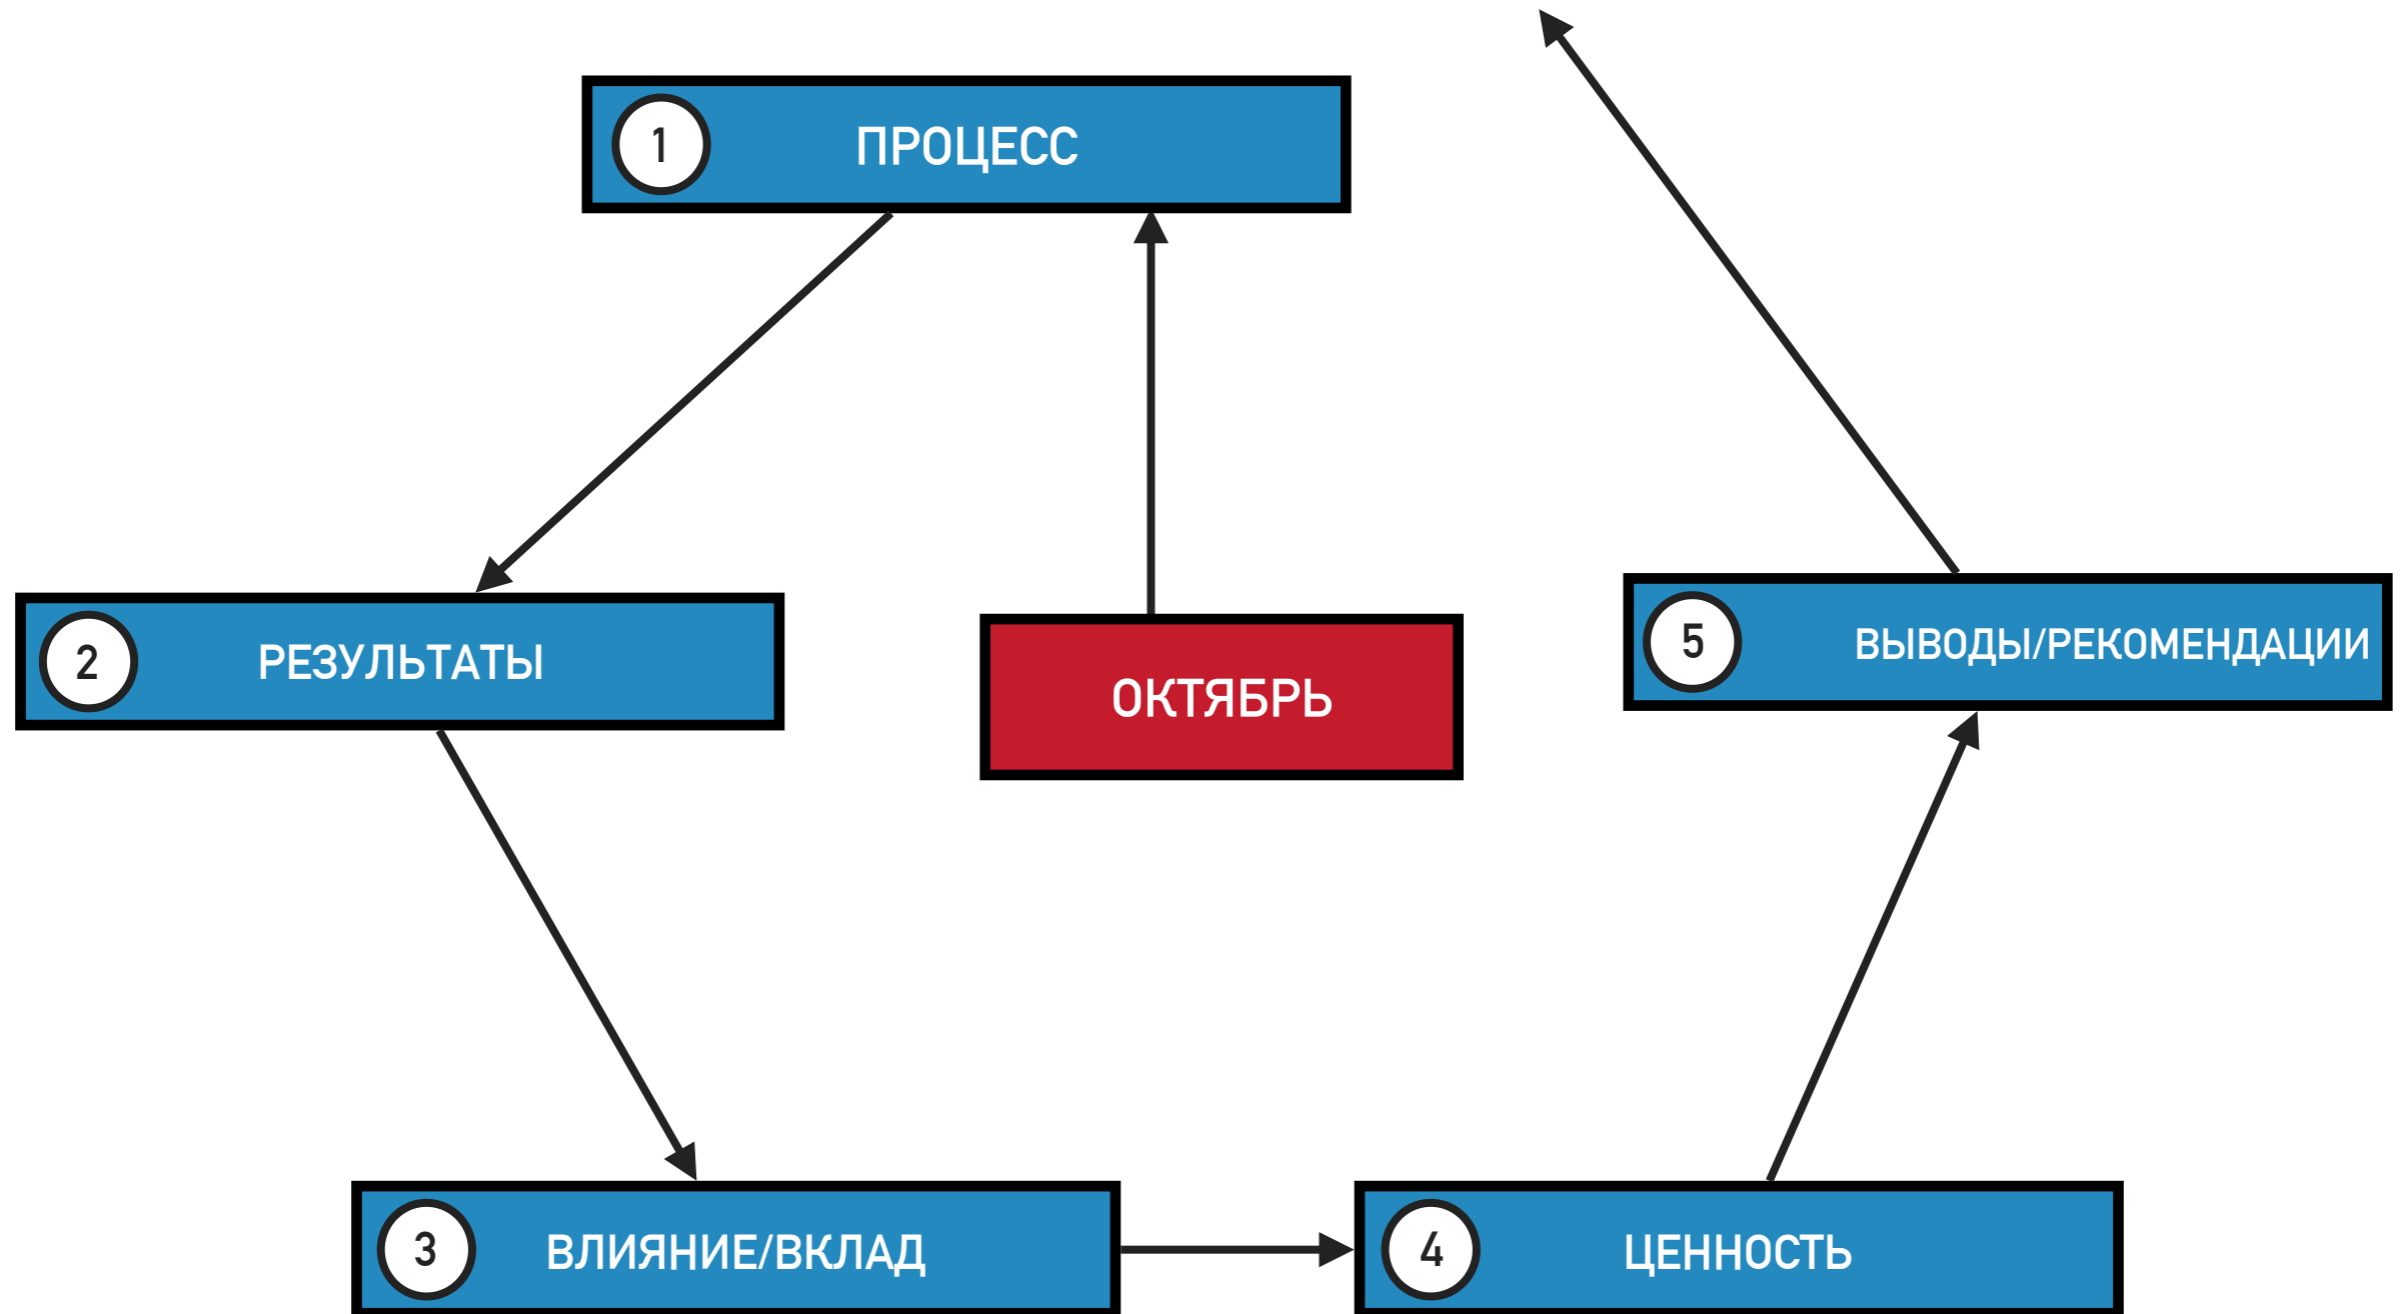 1 ПРОЦЕСС
2 РЕЗУЛЬТАТЫ
ОКТЯБРЬ
5 ВЫВОДЫ/РЕКОМЕНДАЦИИ
3 ВЛИЯНИЕ/ВКЛАД
4 ЦЕННОСТЬ